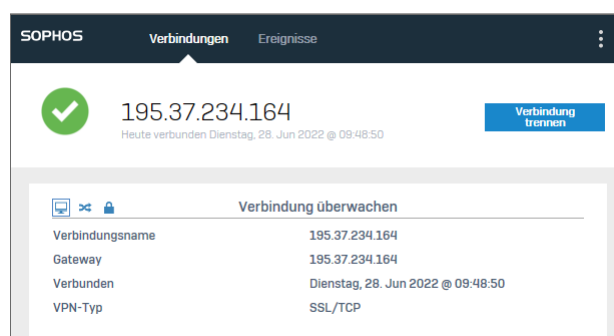 SOPHOS Verbindungen Ereignisse
195.37.234.164
Heute verbunden Dienstag, 28. Jun 2022 @ 09:48:50
Verbindung
trennen
Verbindung überwachen
Verbindungsname 195.37.234.164
Gateway 195.37.234.164
Verbunden Dienstag, 28. Jun 2022 @ 09:48:50
VPN-Typ SSL/TCP